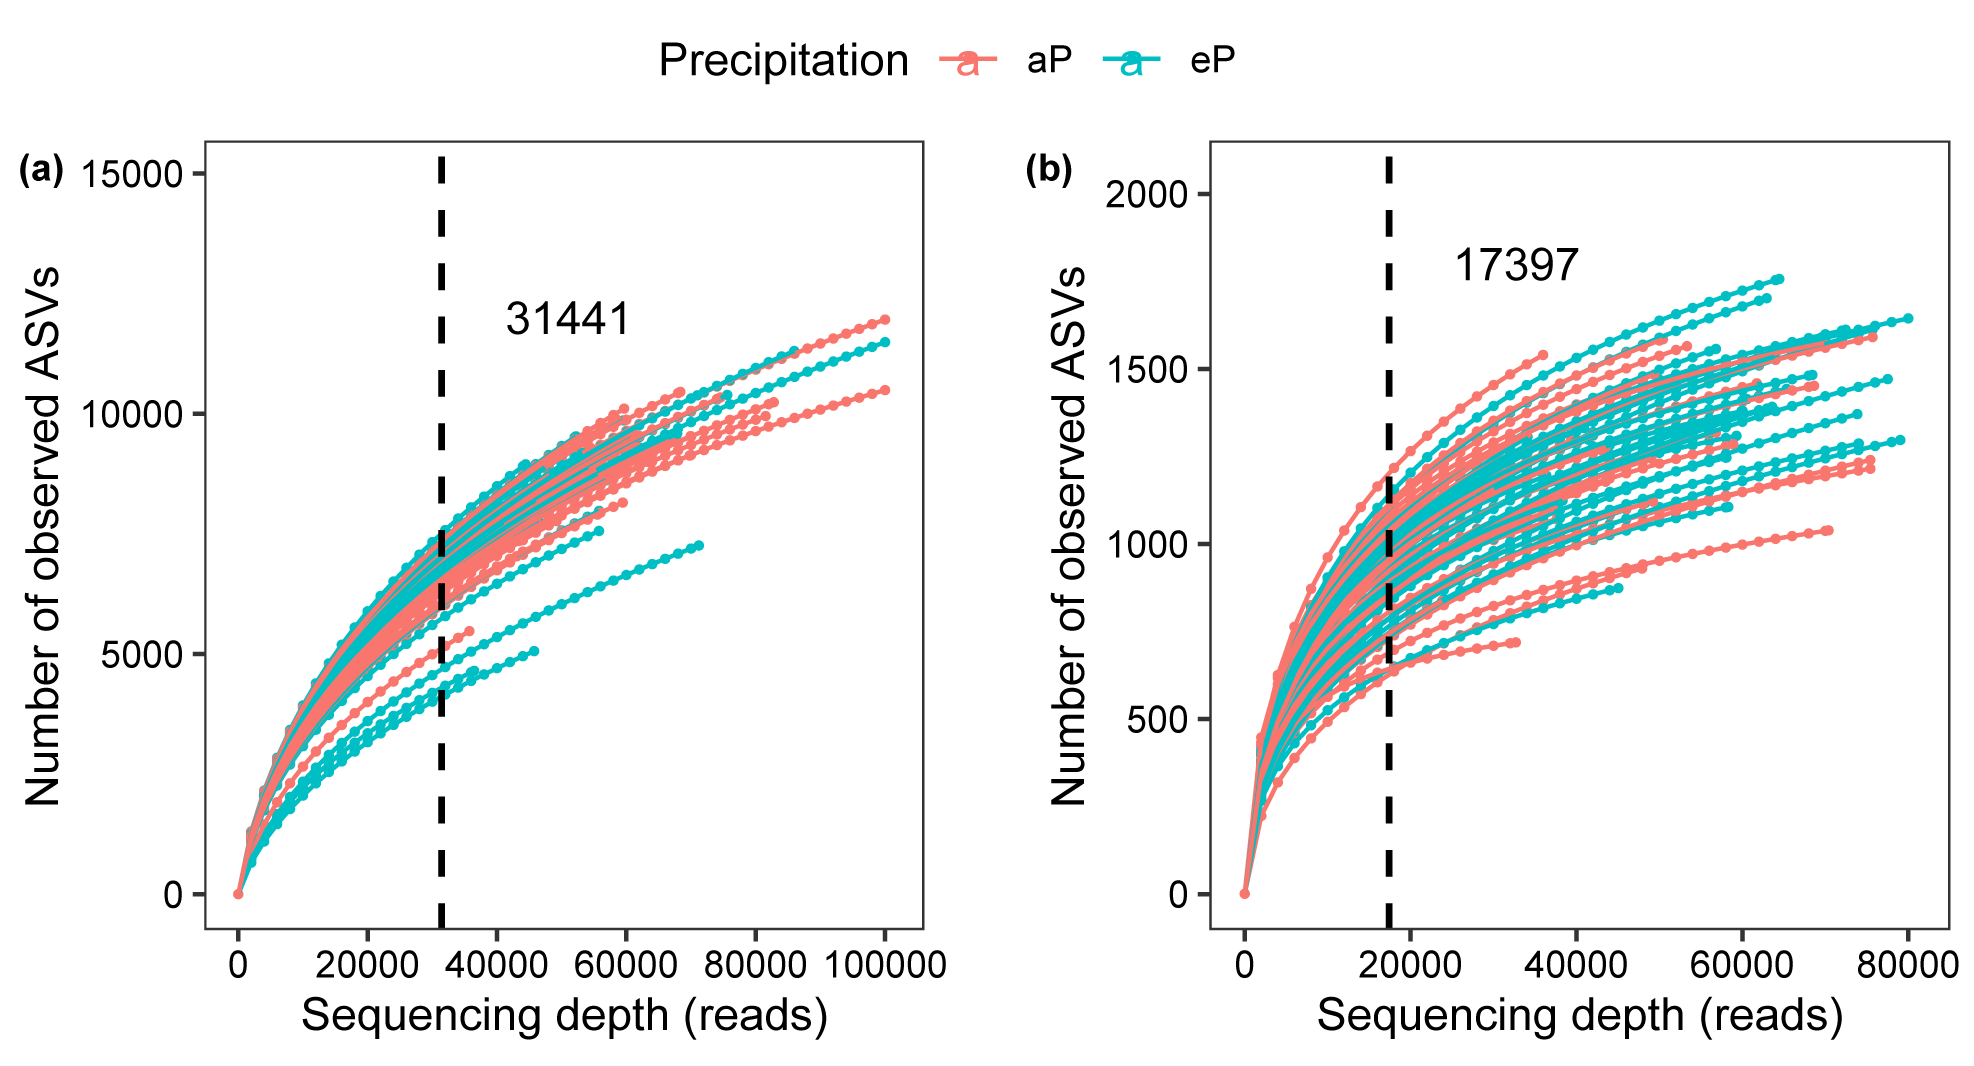 Precipitation a aP a eP
(a)
15000
10000
5000
0
Number of observed ASVs
31441
0 20000 40000 60000 80000 100000
Sequencing depth (reads)
(b)
2000
1500
1000
500
0
Number of observed ASVs
17397
0 20000 40000 60000 80000
Sequencing depth (reads)